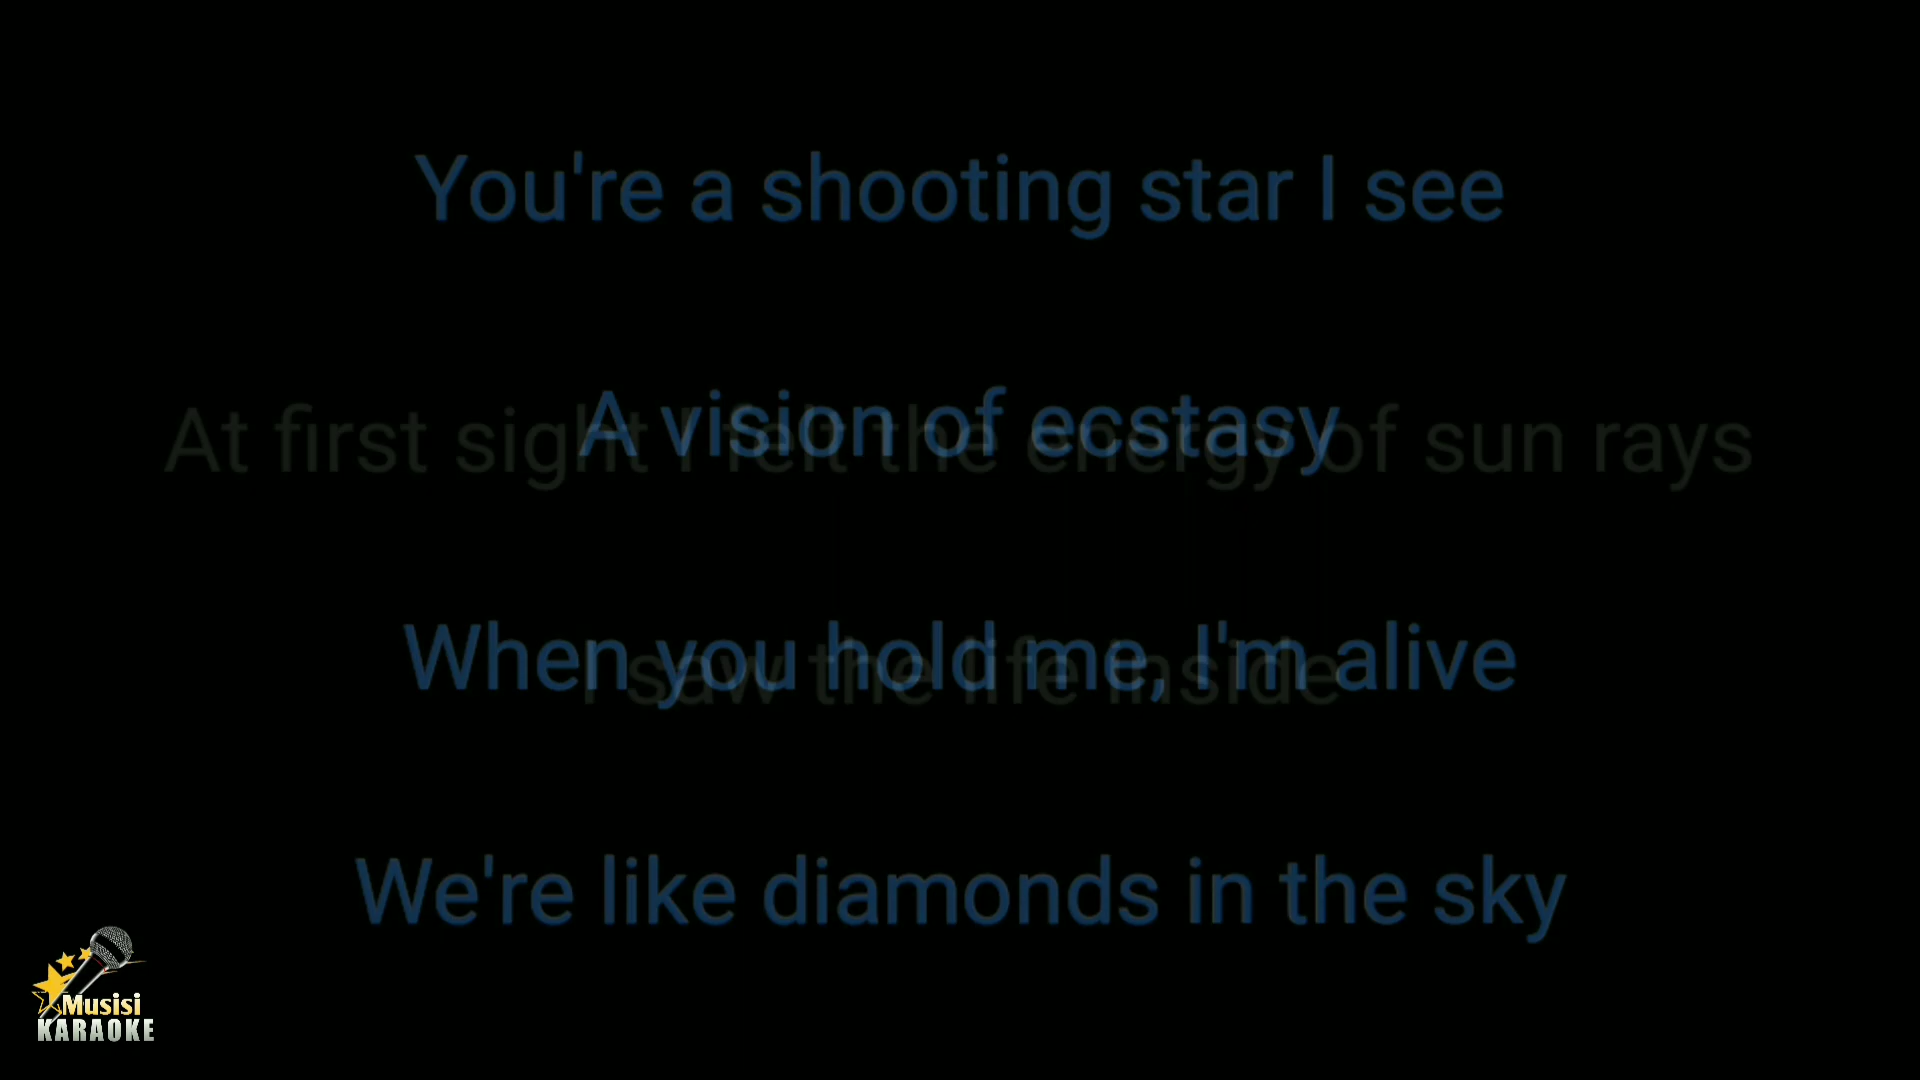 You're a shooting star I see
A vision of ecstasy
At first sight I felt the energy of sun rays
When you hold me, I'm alive
I saw the life inside
We're like diamonds in the sky
Musisi
KARAOKE